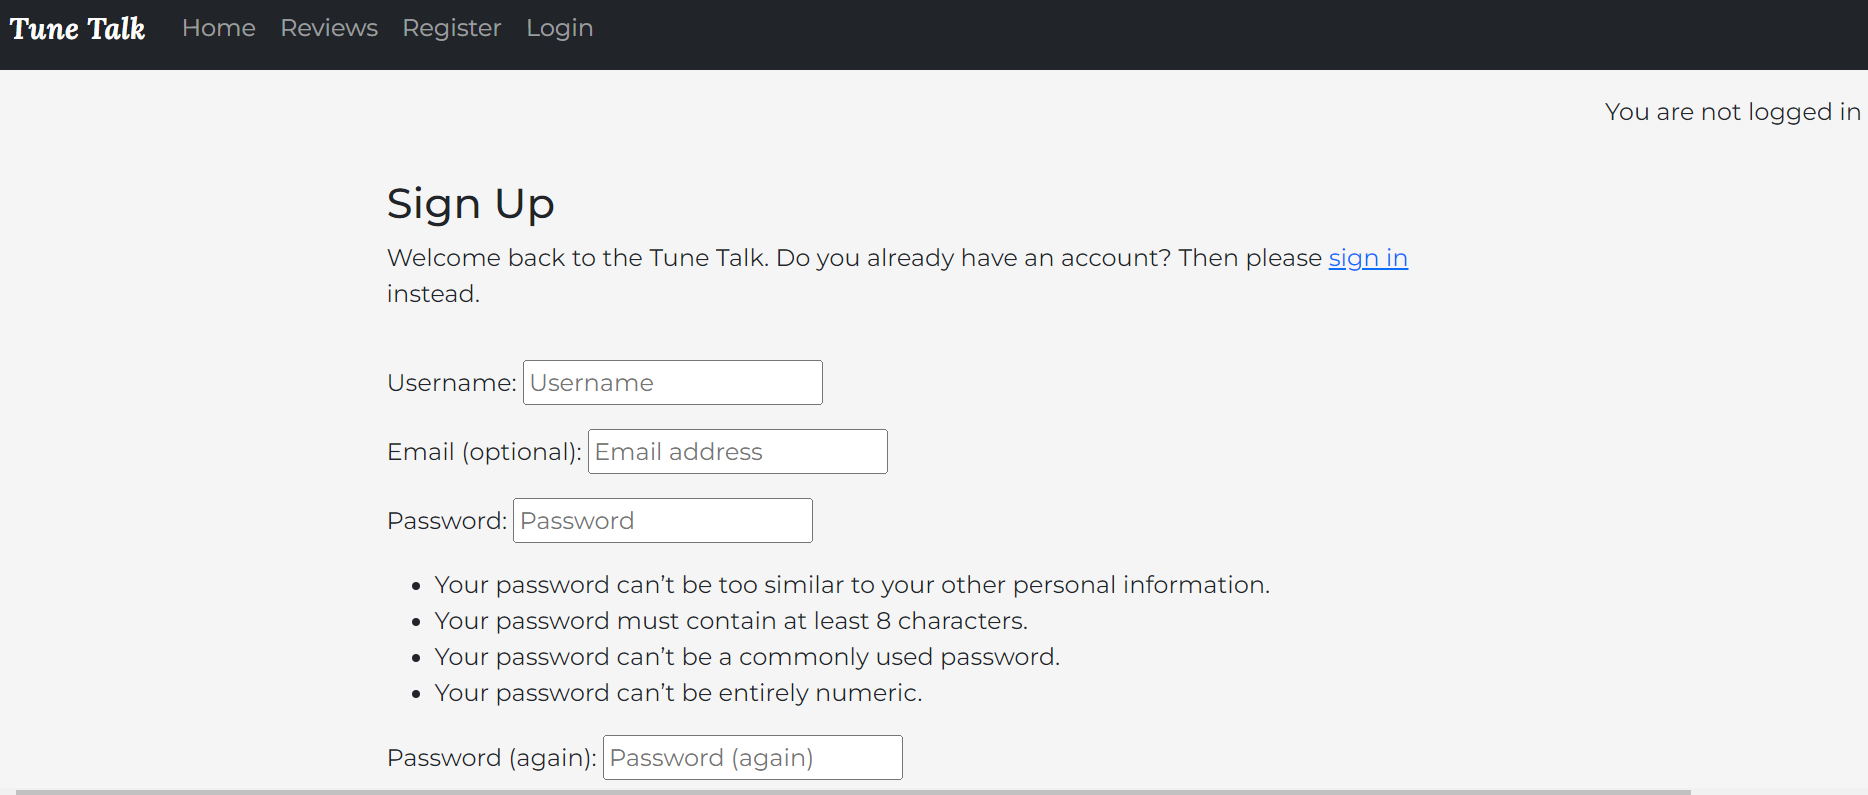 Tune Talk Home Reviews Register Login
You are not logged in
Sign Up
Welcome back to the Tune Talk. Do you already have an account? Then please sign in
instead.
Username: Username
Email (optional): Email address
Password: Password
• Your password can’t be too similar to your other personal information.
• Your password must contain at least 8 characters.
• Your password can’t be a commonly used password.
• Your password can’t be entirely numeric.
Password (again): Password (again)